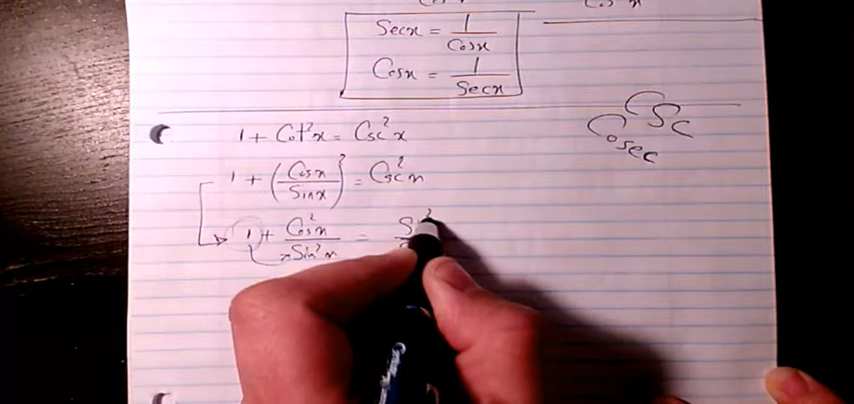 Cos x
Secx = 1/Cosx
Cosx = 1/Secx
Csc
Cosec
1 + Cot²x = Csc²x
1 + (Cosx/Sinx)² = Csc²x
1 + Cos²x/Sin²x = S